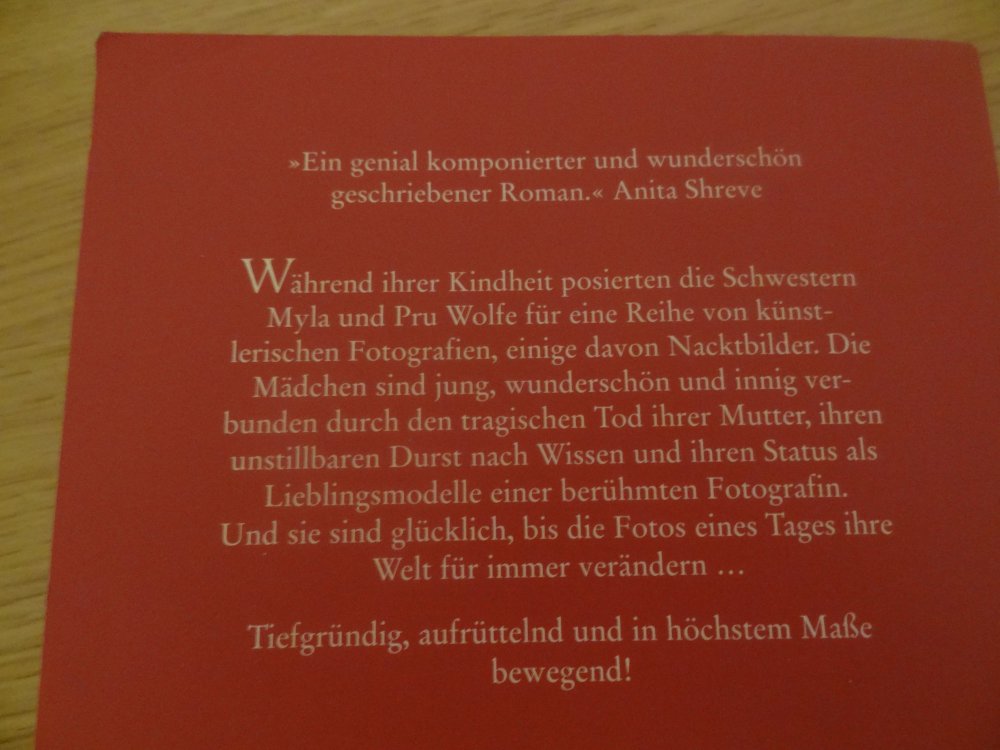 »Ein genial komponierter und wunderschön
geschriebener Roman.« Anita Shreve
Während ihrer Kindheit posierten die Schwestern
Myla und Pru Wolfe für eine Reihe von künst-
lerischen Fotografien, einige davon Nacktbilder. Die
Mädchen sind jung, wunderschön und innig ver-
bunden durch den tragischen Tod ihrer Mutter, ihren
unstillbaren Durst nach Wissen und ihren Status als
Lieblingsmodelle einer berühmten Fotografin.
Und sie sind glücklich, bis die Fotos eines Tages ihre
Welt für immer verändern …
Tiefgründig, aufrüttelnd und in höchstem Maße
bewegend!